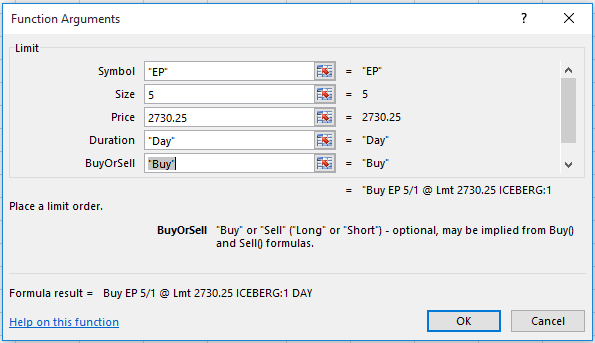 Function Arguments
Limit
Symbol "EP" = "EP"
Size 5 = 5
Price 2730.25 = 2730.25
Duration "Day" = "Day"
BuyOrSell "Buy" = "Buy"
= "Buy EP 5/1 @ Lmt 2730.25 ICEBERG:1
Place a limit order.
BuyOrSell "Buy" or "Sell" ("Long" or "Short") - optional, may be implied from Buy()
and Sell() formulas.
Formula result = Buy EP 5/1 @ Lmt 2730.25 ICEBERG:1 DAY
Help on this function OK Cancel